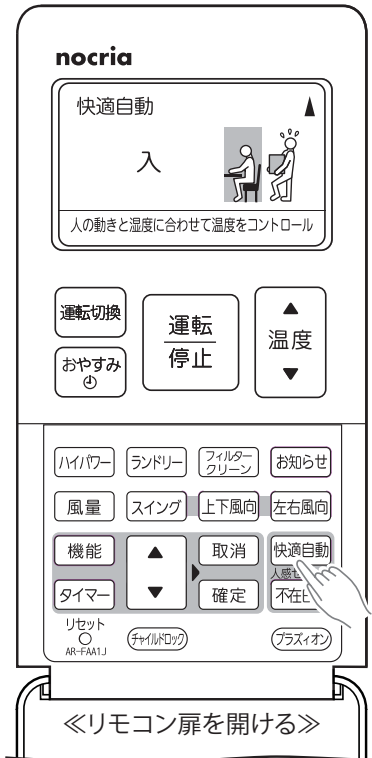 nocria
快適自動
入
人の動きと湿度に合わせて温度をコントロール
運転切換
運転
停止
温度
おやすみ
ハイパワー ランドリー フィルター
クリーン お知らせ
風量 スイング 上下風向 左右風向
機能 取消 快適自動
タイマー 確定
リセット
AR-FAA1J
チャイルドロック プラズィオン
≪リモコン扉を開ける≫